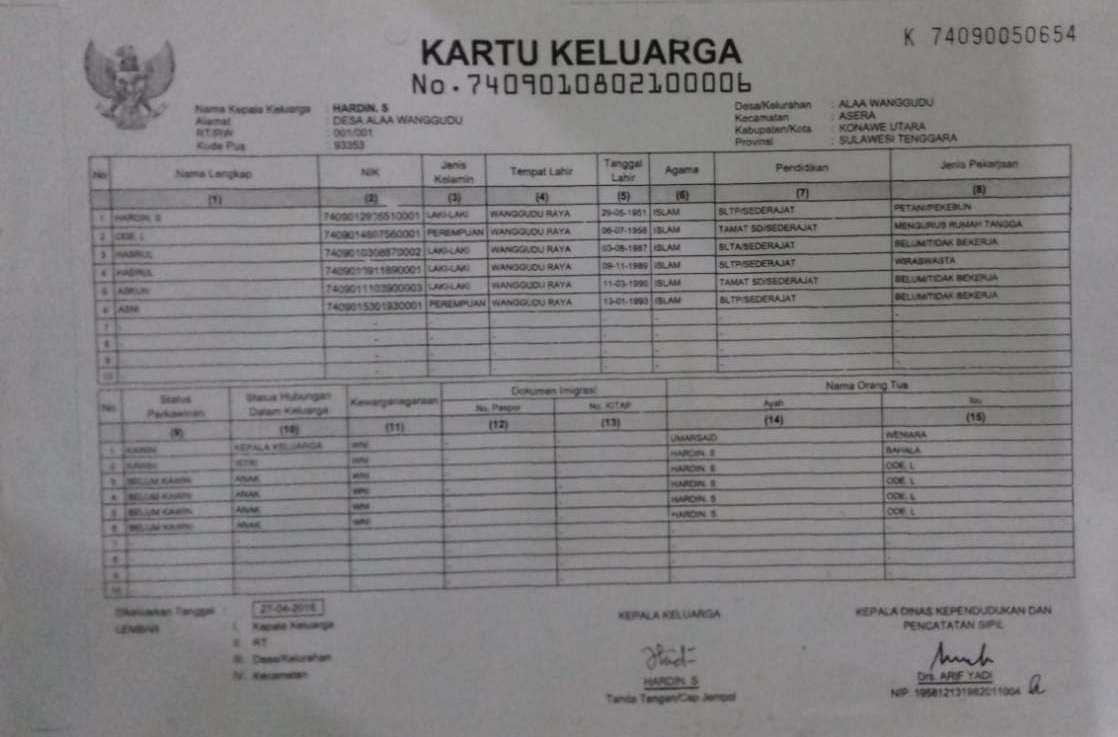 K 74090050654
KARTU KELUARGA
No. 7409010802100006
Nama Kepala Keluarga : HARDIN. S
Alamat : DESA ALAA WANGGUDU
RT/RW : 001/001
Kode Pos : 93353
Desa/Kelurahan : ALAA WANGGUDU
Kecamatan : ASERA
Kabupaten/Kota : KONAWE UTARA
Provinsi : SULAWESI TENGGARA
No Nama Lengkap NIK Jenis Kelamin Tempat Lahir Tanggal Lahir Agama Pendidikan Jenis Pekerjaan
(1) (2) (3) (4) (5) (6) (7) (8)
1 HARDIN. S LAKI-LAKI WANGGUDU RAYA 29-05-1951 ISLAM SLTP/SEDERAJAT PETANI/PEKEBUN
2 ODE. L 7409014607560001 PEREMPUAN WANGGUDU RAYA 06-07-1956 ISLAM TAMAT SD/SEDERAJAT MENGURUS RUMAH TANGGA
3 HASRUL 7409010308870002 LAKI-LAKI WANGGUDU RAYA 03-08-1987 ISLAM SLTA/SEDERAJAT BELUM/TIDAK BEKERJA
4 LAKI-LAKI WANGGUDU RAYA 09-11-1989 ISLAM SLTP/SEDERAJAT WIRASWASTA
5 7409011103900003 LAKI-LAKI WANGGUDU RAYA 11-03-1990 ISLAM TAMAT SD/SEDERAJAT BELUM/TIDAK BEKERJA
6 7409015301930001 PEREMPUAN WANGGUDU RAYA 13-01-1993 ISLAM SLTP/SEDERAJAT BELUM/TIDAK BEKERJA
7 -
8 -
9 -
10 -
No. Status Perkawinan Status Hubungan Dalam Keluarga Kewarganegaraan Dokumen Imigrasi Nama Orang Tua
No. Paspor No. KITAP Ayah Ibu
(9) (10) (11) (12) (13) (14) (15)
1 KAWIN KEPALA KELUARGA WNI - - UMARSAID WENIARA
2 KAWIN ISTRI WNI - - HARDIN. S BAHALA
3 BELUM KAWIN ANAK WNI - - HARDIN. S ODE. L
4 BELUM KAWIN ANAK WNI - - HARDIN. S ODE. L
5 BELUM KAWIN ANAK WNI - - HARDIN. S ODE. L
6 BELUM KAWIN ANAK WNI - - HARDIN. S ODE. L
7
8
9
10
Dikeluarkan Tanggal : 27-04-2016
LEMBAR : I. Kepala Keluarga
II. RT
III. Desa/Kelurahan
IV. Kecamatan
KEPALA KELUARGA
HARDIN. S
Tanda Tangan/Cap Jempol
KEPALA DINAS KEPENDUDUKAN DAN
PENCATATAN SIPIL
Drs. ARIF YADI
NIP. 195812131982011004